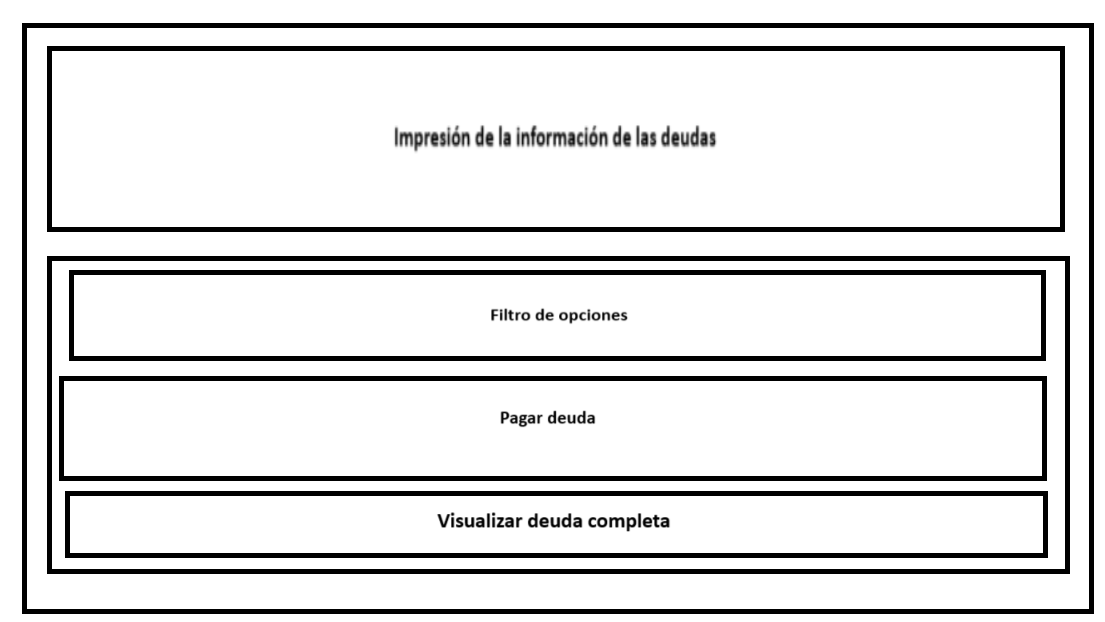 Impresión de la información de las deudas
Filtro de opciones
Pagar deuda
Visualizar deuda completa